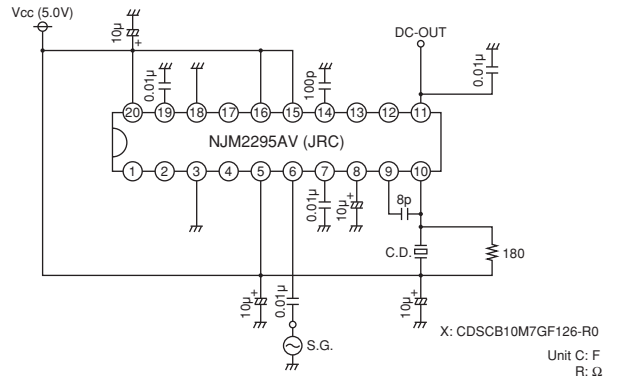 Vcc (5.0V)
10µ
+
DC-OUT
0.01µ
100p
0.01µ
20 19 18 17 16 15 14 13 12 11
NJM2295AV (JRC)
1 2 3 4 5 6 7 8 9 10
0.01µ
10µ
+
8p
C.D.
180
10µ
+
0.01µ
10µ
+
S.G.
X: CDSCB10M7GF126-R0
Unit C: F
R: Ω